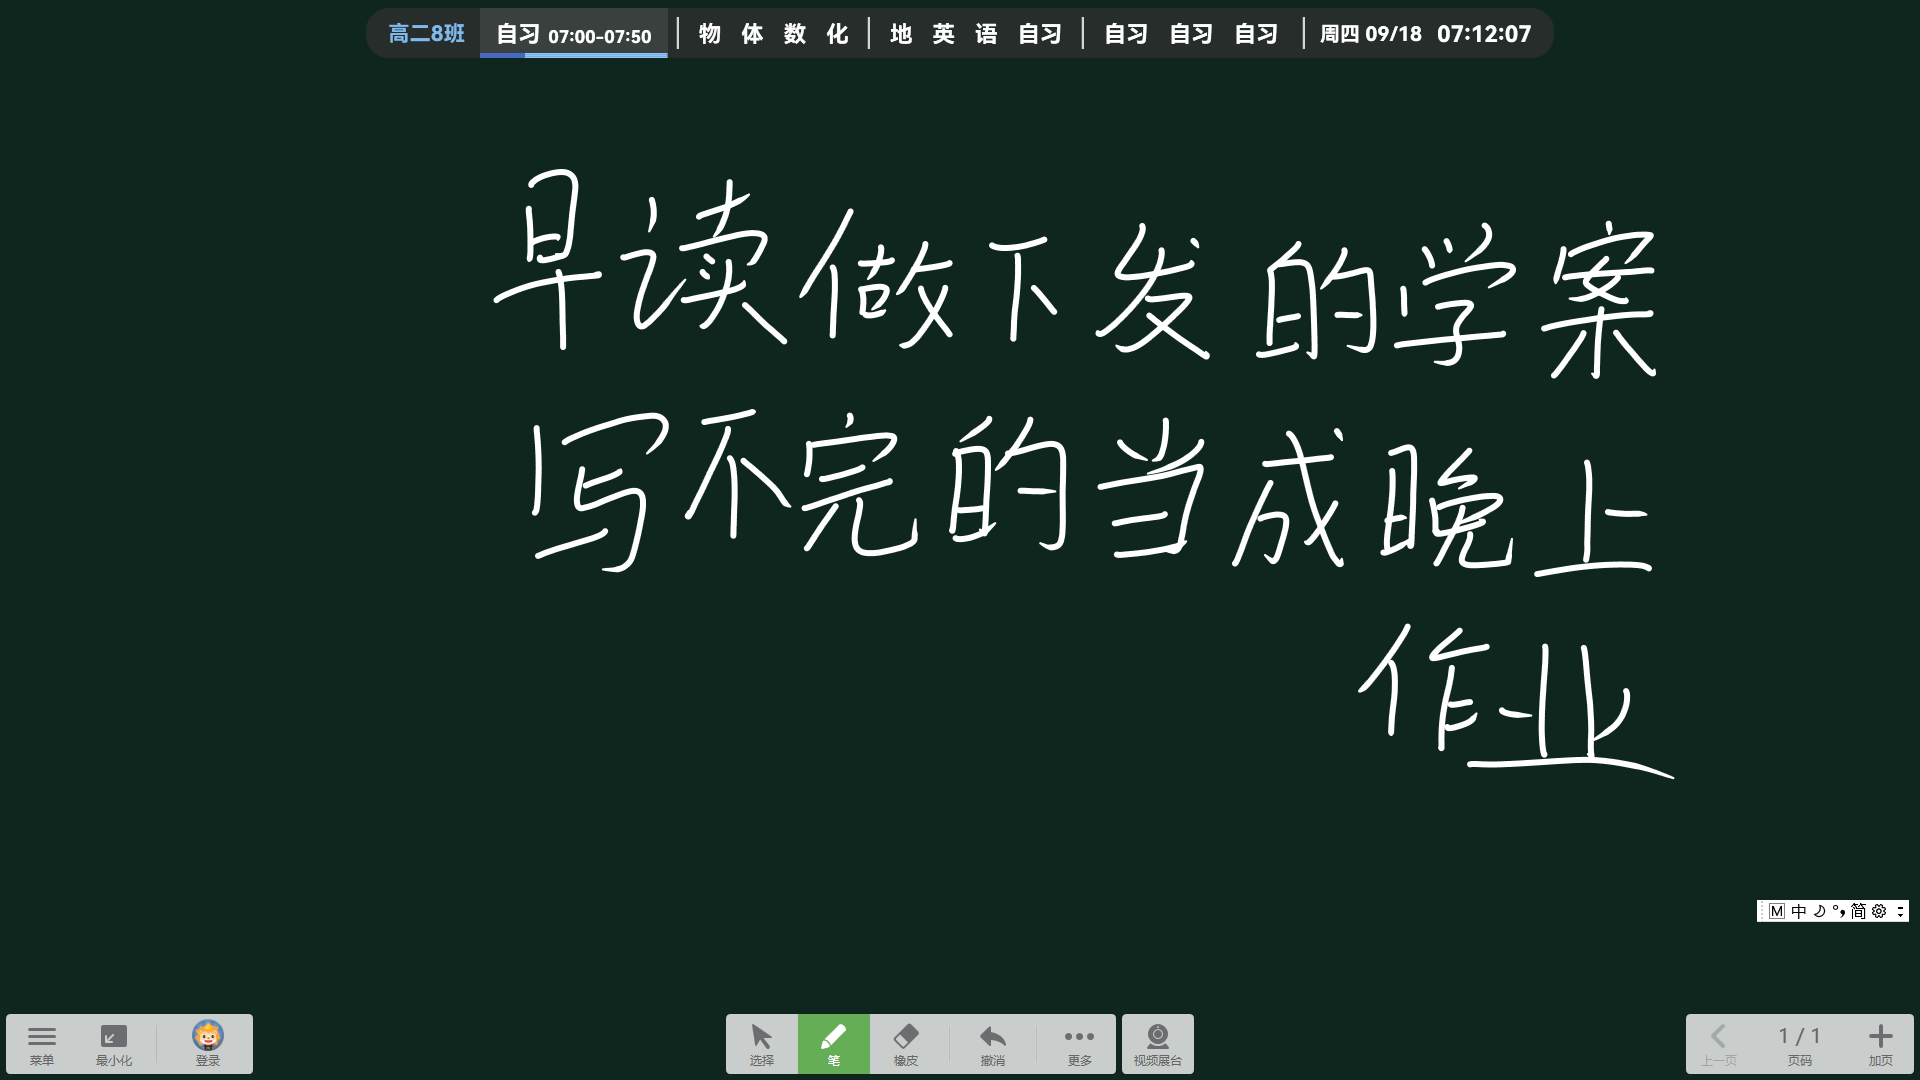 高二8班 自习 07:00-07:50 | 物 体 数 化 | 地 英 语 自习 | 自习 自习 自习 | 周四 09/18 07:12:07
早读做下发的学案
写不完的当成晚上
作业
M 中 简
菜单 最小化 登录 选择 笔 橡皮 撤消 更多 视频展台 上一页 1 / 1 页码 加页